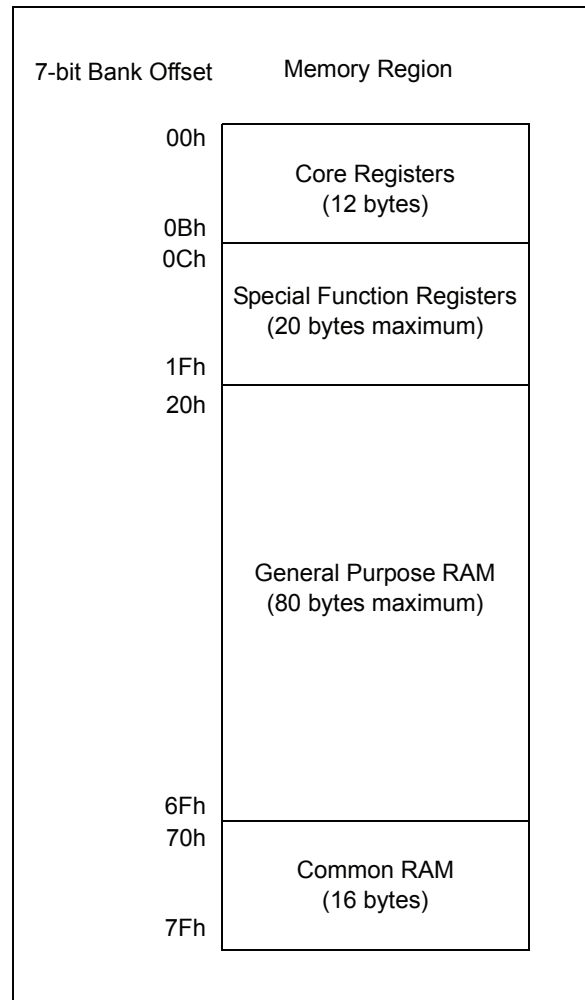 7-bit Bank Offset Memory Region
00h
Core Registers
(12 bytes)
0Bh
0Ch
Special Function Registers
(20 bytes maximum)
1Fh
20h
General Purpose RAM
(80 bytes maximum)
6Fh
70h
Common RAM
(16 bytes)
7Fh